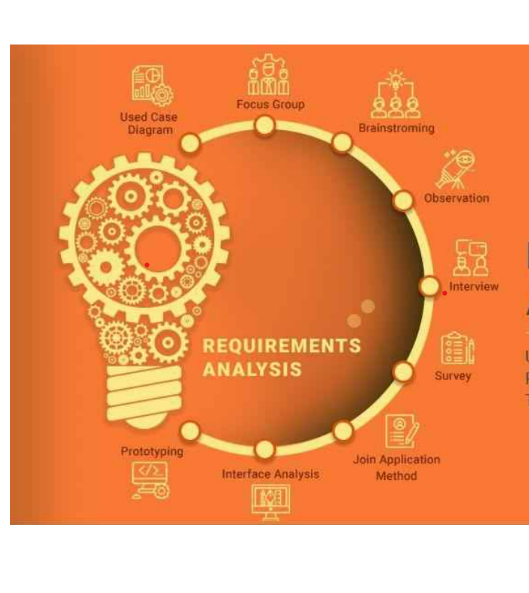 Used Case
Diagram
Focus Group
Brainstroming
Observation
Interview
Survey
Join Application
Method
Interface Analysis
Prototyping
REQUIREMENTS
ANALYSIS